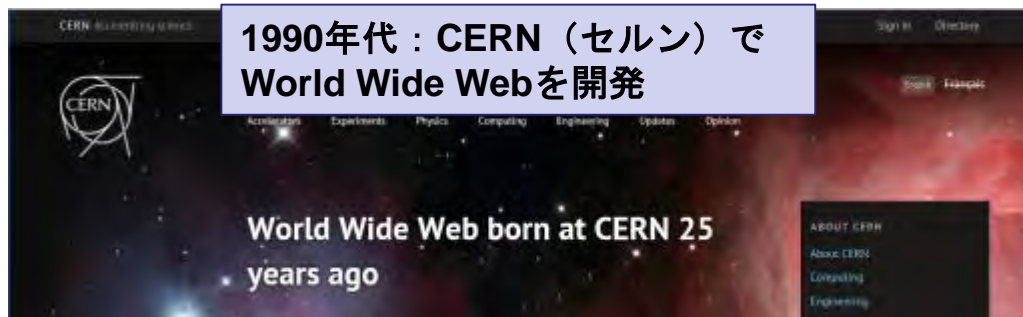 CERN Accelerating science
Sign in Directory
1990年代：CERN（セルン）で
World Wide Webを開発
CERN
English Français
Accelerators Experiments Physics Computing Engineering Updates Opinion
World Wide Web born at CERN 25
years ago
ABOUT CERN
About CERN
Computing
Engineering